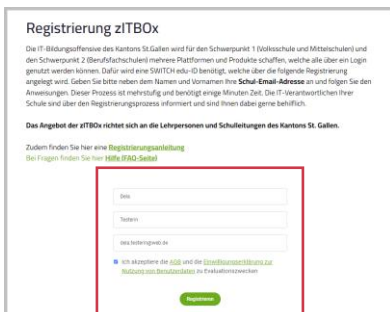 Registrierung zITBOx
Die IT-Bildungsoffensive des Kantons St.Gallen wird für den Schwerpunkt 1 (Volksschule und Mittelschulen) und
den Schwerpunkt 2 (Berufsfachschulen) mehrere Plattformen und Produkte schaffen, welche alle über ein Login
genutzt werden können. Dafür wird eine SWITCH edu-ID benötigt, welche über die folgende Registrierung
angelegt wird. Geben Sie bitte neben dem Namen und Vornamen Ihre Schul-Email-Adresse an und folgen Sie den
Anweisungen. Dieser Prozess ist mehrstufig und benötigt einige Minuten Zeit. Die IT-Verantwortlichen Ihrer
Schule sind über den Registrierungsprozess informiert und sind Ihnen dabei gerne behilflich.
Das Angebot der zITBOx richtet sich an die Lehrpersonen und Schulleitungen des Kantons St. Gallen.
Zudem finden Sie hier eine Registrierungsanleitung
Bei Fragen finden Sie hier Hilfe (FAQ-Seite)
Testerin
Ich akzeptiere die AGB und die Einwilligungserklärung zur
Nutzung von Benutzerdaten zu Evaluationszwecken
Registrieren